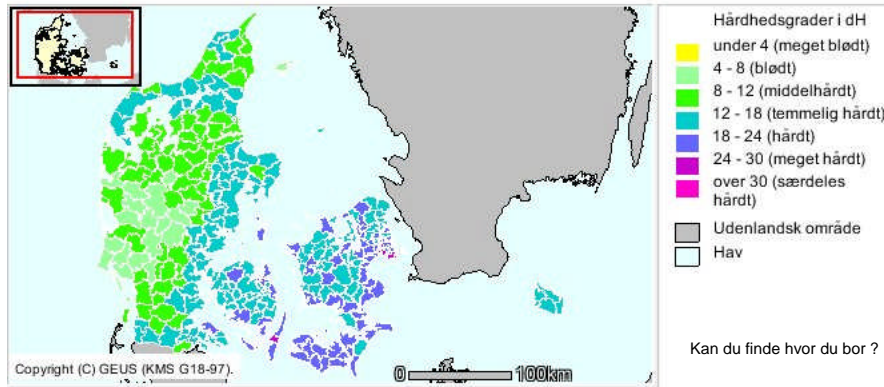 Hårdhedsgrader i dH
under 4 (meget blødt)
4 - 8 (blødt)
8 - 12 (middelhårdt)
12 - 18 (temmelig hårdt)
18 - 24 (hårdt)
24 - 30 (meget hårdt)
over 30 (særdeles
hårdt)
Udenlandsk område
Hav
Kan du finde hvor du bor ?
Copyright (C) GEUS (KMS G18-97).
0 100km